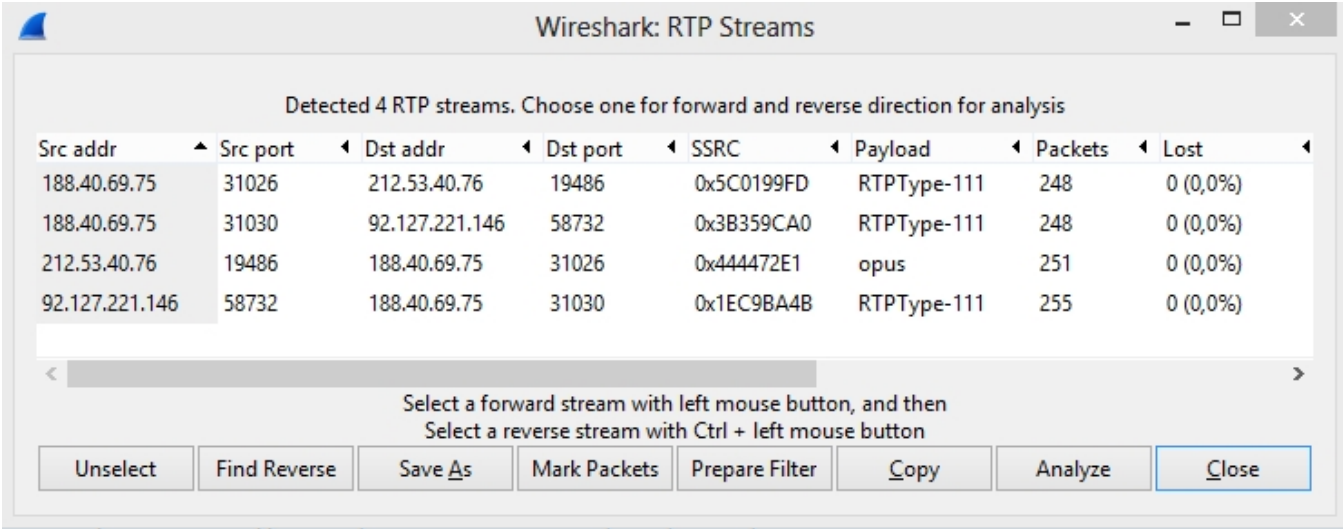 Wireshark: RTP Streams
Detected 4 RTP streams. Choose one for forward and reverse direction for analysis
Src addr Src port Dst addr Dst port SSRC Payload Packets Lost
188.40.69.75 31026 212.53.40.76 19486 0x5C0199FD RTPType-111 248 0 (0,0%)
188.40.69.75 31030 92.127.221.146 58732 0x3B359CA0 RTPType-111 248 0 (0,0%)
212.53.40.76 19486 188.40.69.75 31026 0x444472E1 opus 251 0 (0,0%)
92.127.221.146 58732 188.40.69.75 31030 0x1EC9BA4B RTPType-111 255 0 (0,0%)
Select a forward stream with left mouse button, and then
Select a reverse stream with Ctrl + left mouse button
Unselect Find Reverse Save As Mark Packets Prepare Filter Copy Analyze Close